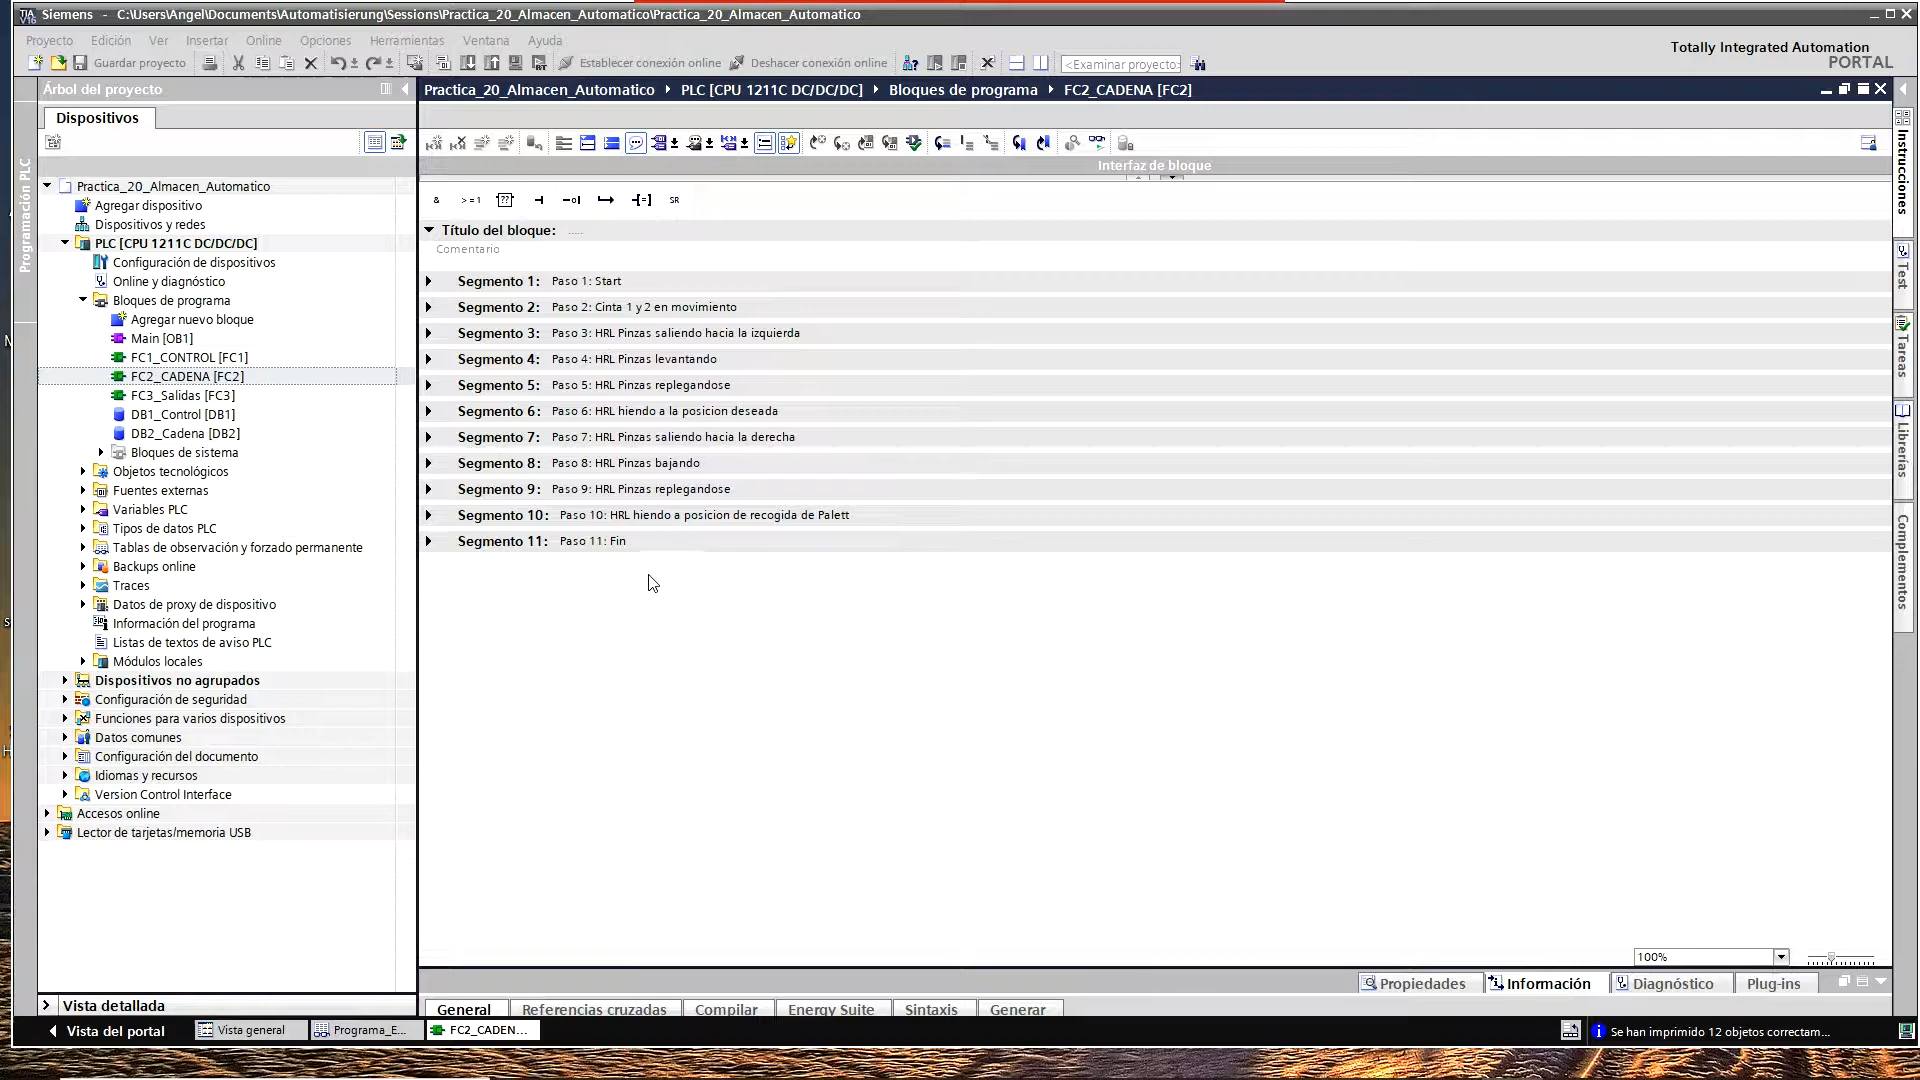 Siemens - C:\Users\Angel\Documents\Automatisierung\Sessions\Practica_20_Almacen_Automatico\Practica_20_Almacen_Automatico
Proyecto Edición Ver Insertar Online Opciones Herramientas Ventana Ayuda
Totally Integrated Automation
PORTAL
Guardar proyecto Establecer conexión online Deshacer conexión online <Examinar proyecto>
Árbol del proyecto
Practica_20_Almacen_Automatico PLC [CPU 1211C DC/DC/DC] Bloques de programa FC2_CADENA [FC2]
Dispositivos
Interfaz de bloque
Programación PLC
& >=1 ?? SR
Practica_20_Almacen_Automatico
Agregar dispositivo
Dispositivos y redes
PLC [CPU 1211C DC/DC/DC]
Configuración de dispositivos
Online y diagnóstico
Bloques de programa
Agregar nuevo bloque
Main [OB1]
FC1_CONTROL [FC1]
FC2_CADENA [FC2]
FC3_Salidas [FC3]
DB1_Control [DB1]
DB2_Cadena [DB2]
Bloques de sistema
Objetos tecnológicos
Fuentes externas
Variables PLC
Tipos de datos PLC
Tablas de observación y forzado permanente
Backups online
Traces
Datos de proxy de dispositivo
Información del programa
Listas de textos de aviso PLC
Módulos locales
Dispositivos no agrupados
Configuración de seguridad
Funciones para varios dispositivos
Datos comunes
Configuración del documento
Idiomas y recursos
Version Control Interface
Accesos online
Lector de tarjetas/memoria USB
Título del bloque: .....
Comentario
Segmento 1: Paso 1: Start
Segmento 2: Paso 2: Cinta 1 y 2 en movimiento
Segmento 3: Paso 3: HRL Pinzas saliendo hacia la izquierda
Segmento 4: Paso 4: HRL Pinzas levantando
Segmento 5: Paso 5: HRL Pinzas replegandose
Segmento 6: Paso 6: HRL hiendo a la posicion deseada
Segmento 7: Paso 7: HRL Pinzas saliendo hacia la derecha
Segmento 8: Paso 8: HRL Pinzas bajando
Segmento 9: Paso 9: HRL Pinzas replegandose
Segmento 10: Paso 10: HRL hiendo a posicion de recogida de Palett
Segmento 11: Paso 11: Fin
Instrucciones
Test
Tareas
Librerías
Complementos
100%
Propiedades Información Diagnóstico Plug-ins
Vista detallada
General Referencias cruzadas Compilar Energy Suite Sintaxis Generar
Vista del portal Vista general Programa_E... FC2_CADEN... Se han imprimido 12 objetos correctam...